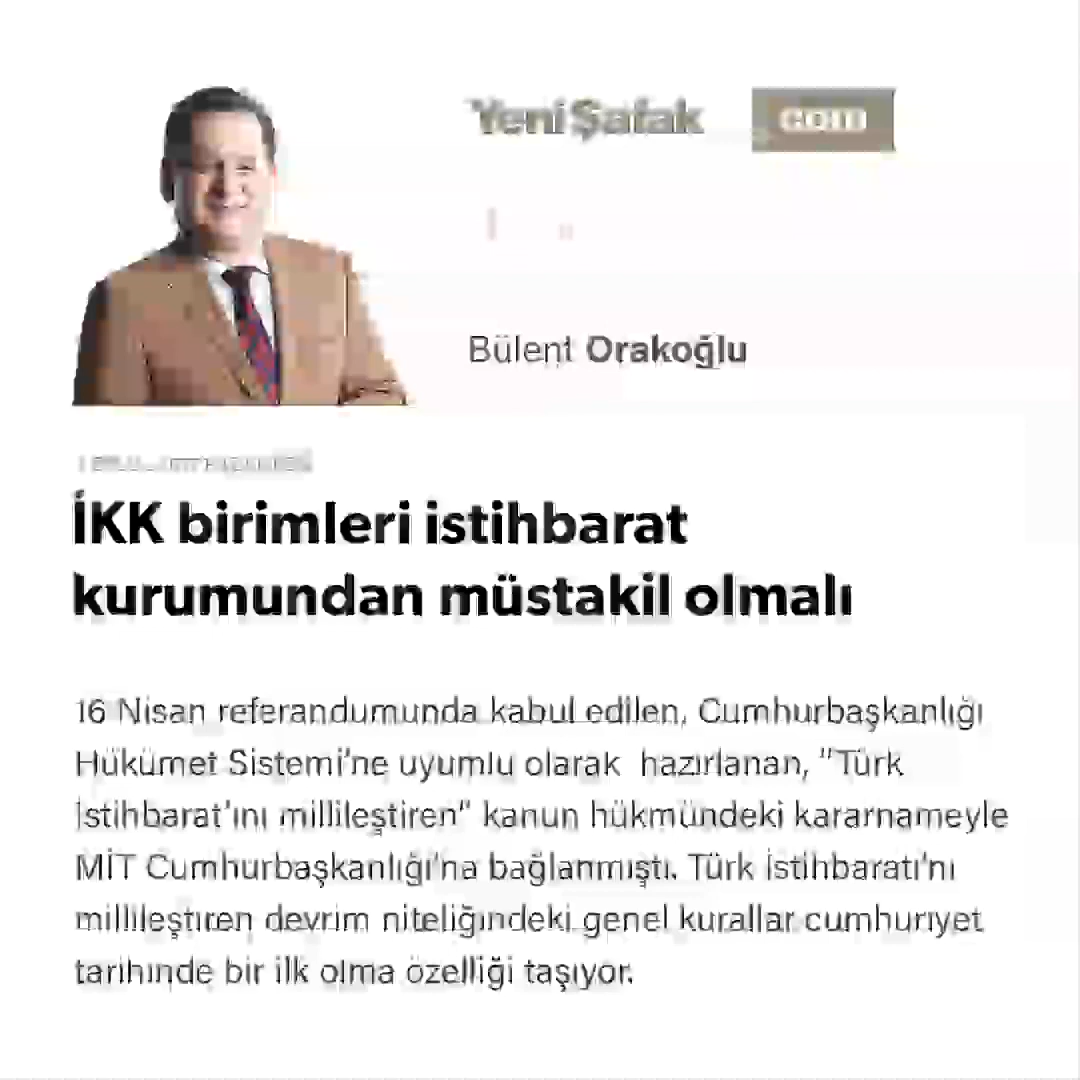 Yeni Şafak com
Bülent Orakoğlu
İKK birimleri istihbarat
kurumundan müstakil olmalı
16 Nisan referandumunda kabul edilen, Cumhurbaşkanlığı
Hükümet Sistemi'ne uyumlu olarak hazırlanan, "Türk
İstihbarat'ını millileştiren" kanun hükmündeki kararnameyle
MİT Cumhurbaşkanlığı'na bağlanmıştı. Türk istihbaratı'nı
millileştiren devrim niteliğindeki genel kurallar cumhuriyet
tarihinde bir ilk olma özelliği taşıyor.